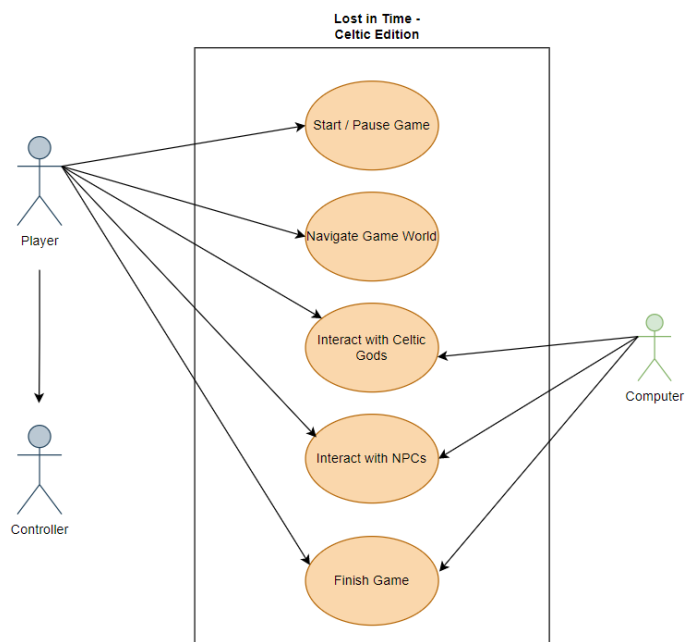 Lost in Time -
Celtic Edition
Start / Pause Game
Player
Navigate Game World
Interact with Celtic
Gods
Computer
Interact with NPCs
Controller
Finish Game